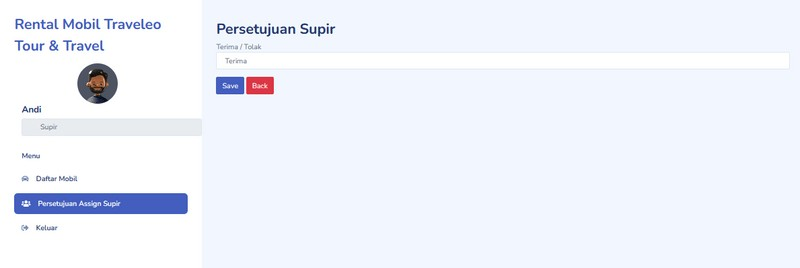 Rental Mobil Traveleo
Tour & Travel
Andi
Supir
Menu
Daftar Mobil
Persetujuan Assign Supir
Keluar
Persetujuan Supir
Terima / Tolak
Terima
Save Back